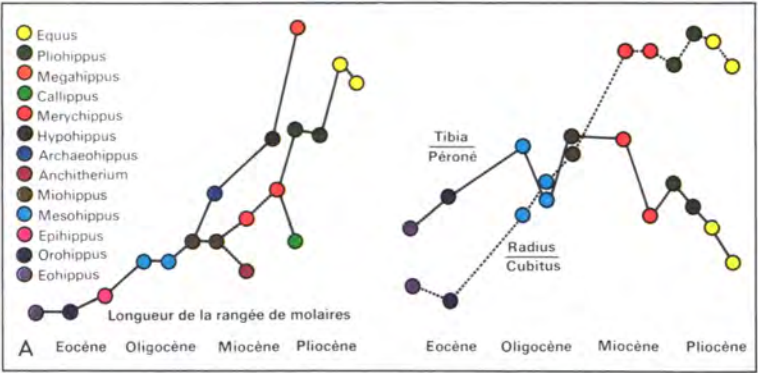 Equus
Pliohippus
Megahippus
Callippus
Merychippus
Hypohippus
Archaeohippus
Anchitherium
Miohippus
Mesohippus
Epihippus
Orohippus
Eohippus
Longueur de la rangée de molaires
A Eocène Oligocène Miocène Pliocène
Tibia
Péroné
Radius
Cubitus
Eocène Oligocène Miocène Pliocène